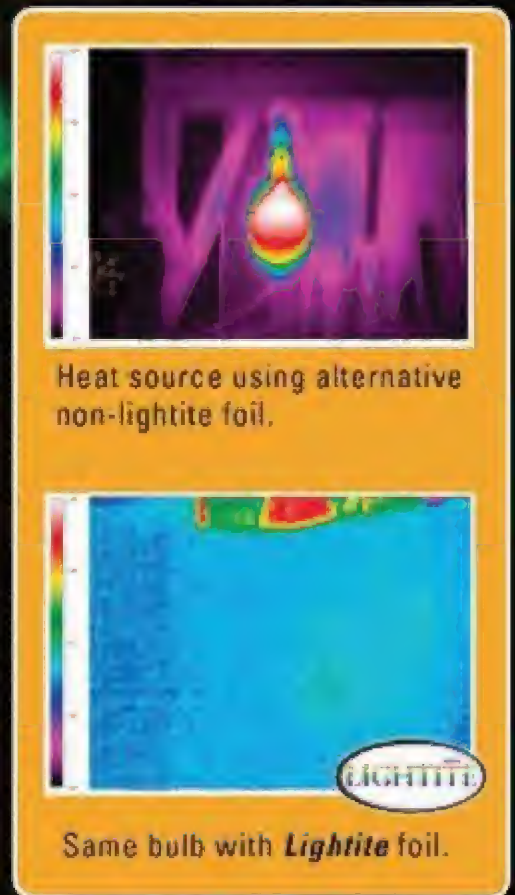 Heat source using alternative
non-lightite foil.
LIGHTITE
Same bulb with Lightite foil.